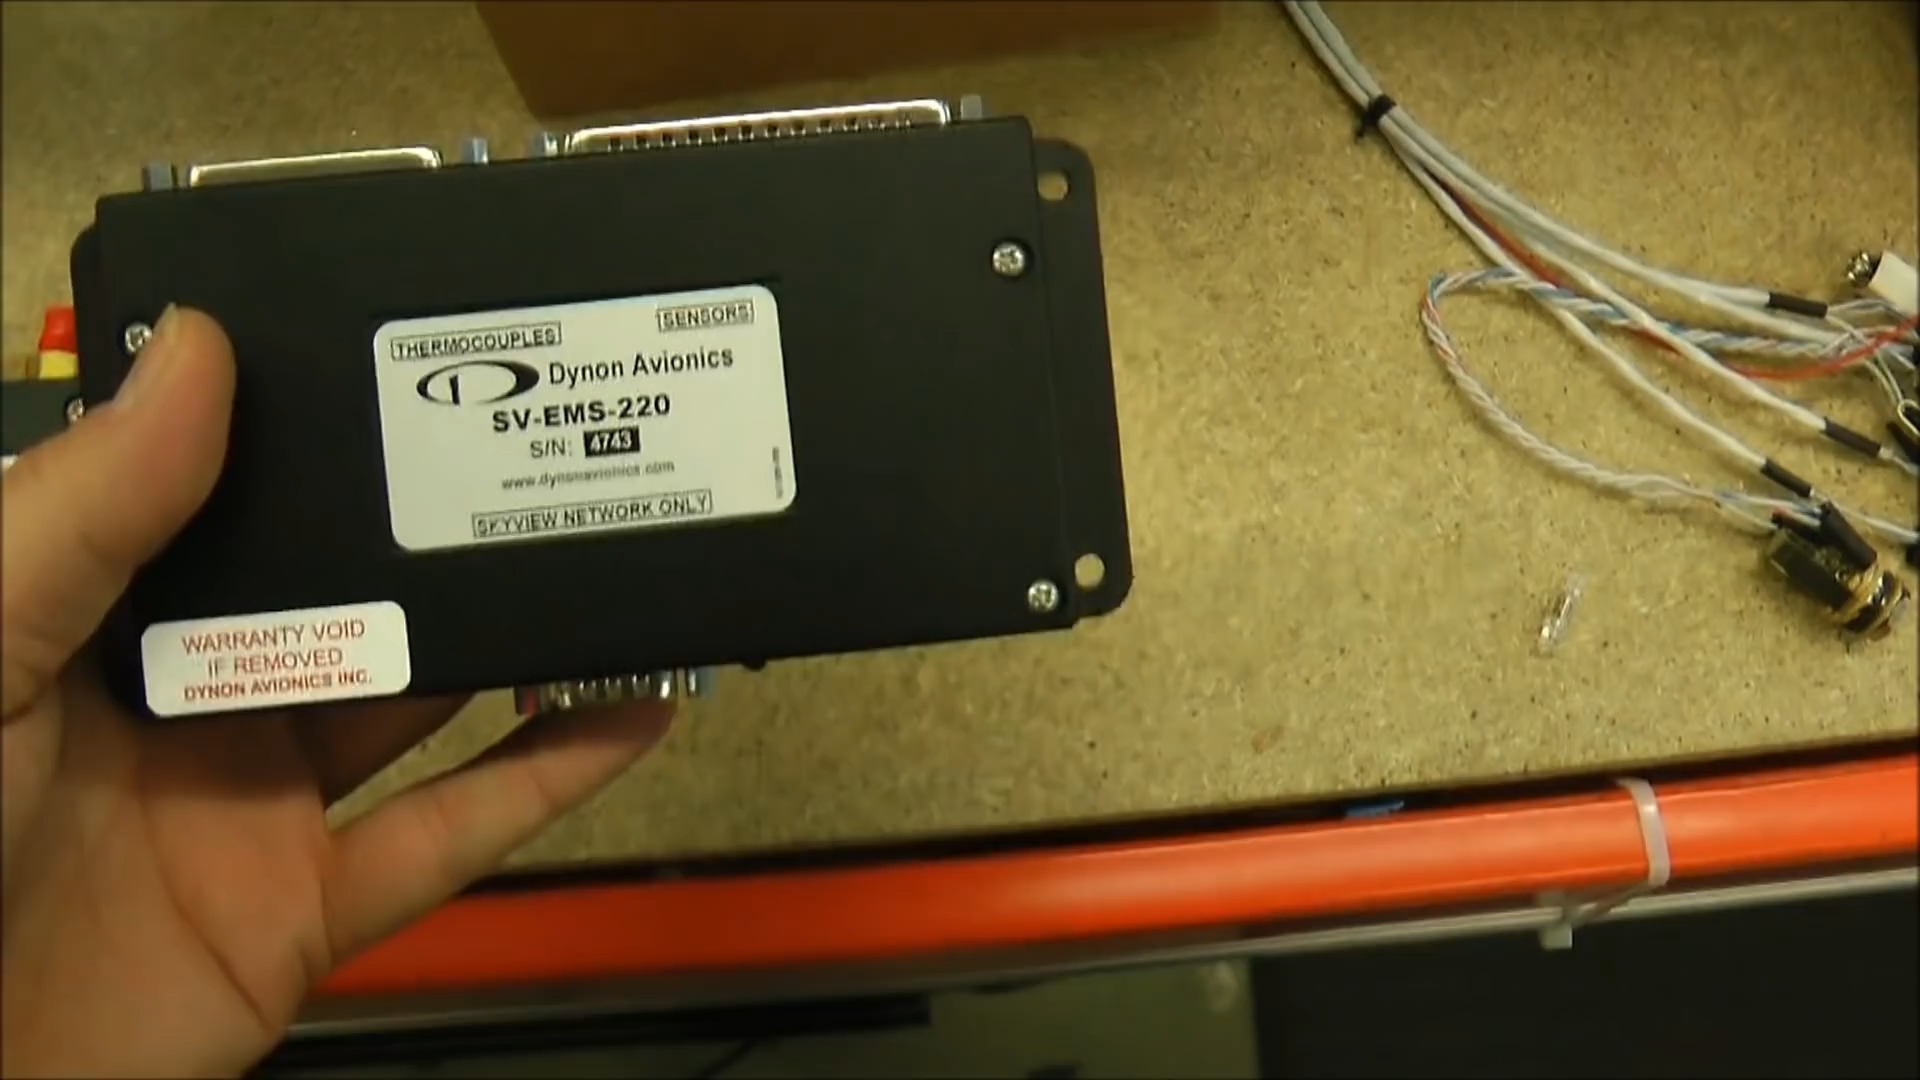 THERMOCOUPLES
SENSORS
Dynon Avionics
SV-EMS-220
S/N: 4743
www.dynonavionics.com
SKYVIEW NETWORK ONLY
WARRANTY VOID
IF REMOVED
DYNON AVIONICS INC.